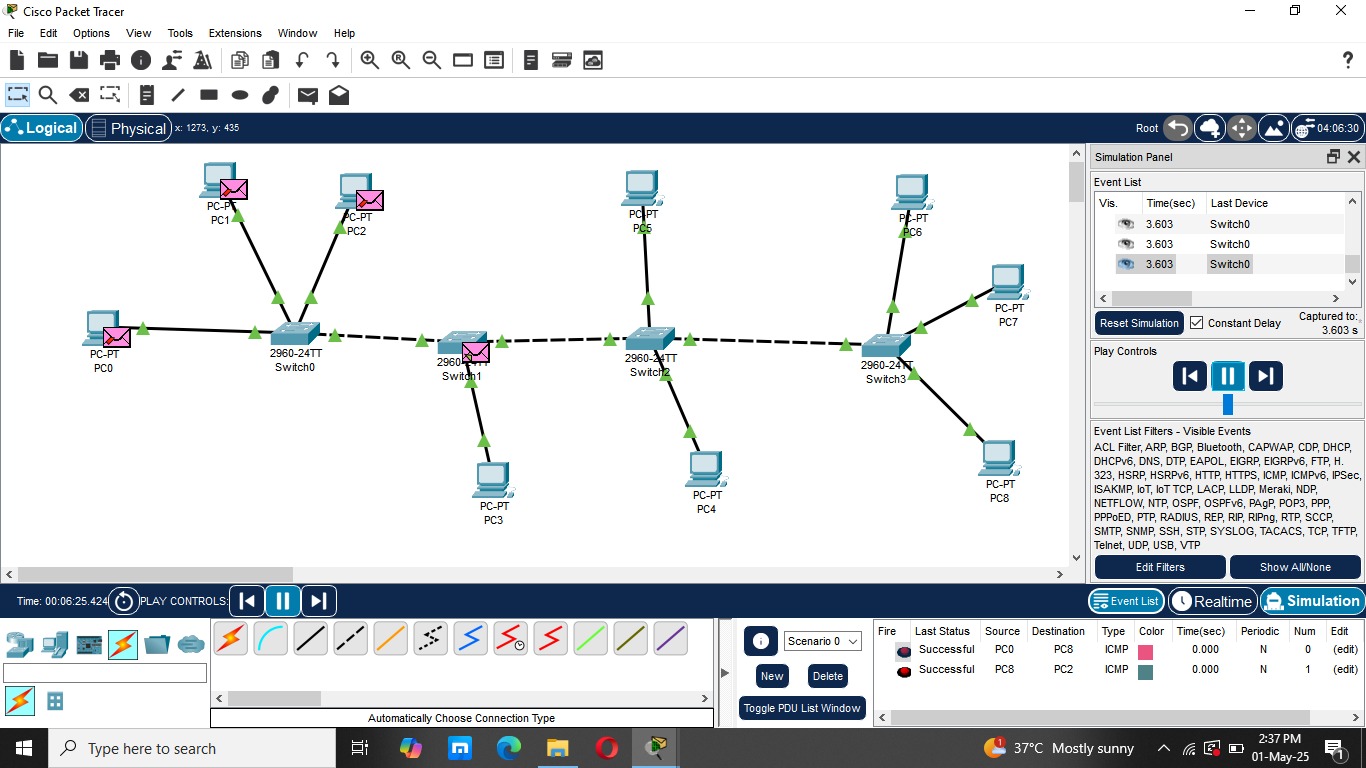 Cisco Packet Tracer
File Edit Options View Tools Extensions Window Help
?
Logical Physical x: 1273, y: 435
Root 04:06:30
PC-PT
PC1
PC-PT
PC2
PC-PT
PC0
2960-24TT
Switch0
2960-24TT
Switch1
PC-PT
PC3
PC-PT
PC5
2960-24TT
Switch2
PC-PT
PC4
PC-PT
PC6
PC-PT
PC7
2960-24TT
Switch3
PC-PT
PC8
Simulation Panel
Event List
Vis. Time(sec) Last Device
3.603 Switch0
3.603 Switch0
3.603 Switch0
Reset Simulation Constant Delay Captured to:
3.603 s
Play Controls
Event List Filters - Visible Events
ACL Filter, ARP, BGP, Bluetooth, CAPWAP, CDP, DHCP,
DHCPv6, DNS, DTP, EAPOL, EIGRP, EIGRPv6, FTP, H.
323, HSRP, HSRPv6, HTTP, HTTPS, ICMP, ICMPv6, IPSec,
ISAKMP, IoT, IoT TCP, LACP, LLDP, Meraki, NDP,
NETFLOW, NTP, OSPF, OSPFv6, PAgP, POP3, PPP,
PPPoED, PTP, RADIUS, REP, RIP, RIPng, RTP, SCCP,
SMTP, SNMP, SSH, STP, SYSLOG, TACACS, TCP, TFTP,
Telnet, UDP, USB, VTP
Edit Filters Show All/None
Time: 00:06:25.424 PLAY CONTROLS:
Event List Realtime Simulation
Automatically Choose Connection Type
Scenario 0
New Delete
Toggle PDU List Window
Fire Last Status Source Destination Type Color Time(sec) Periodic Num Edit
Successful PC0 PC8 ICMP 0.000 N 0 (edit)
Successful PC8 PC2 ICMP 0.000 N 1 (edit)
Type here to search
1
37°C Mostly sunny
2:37 PM
01-May-25
1